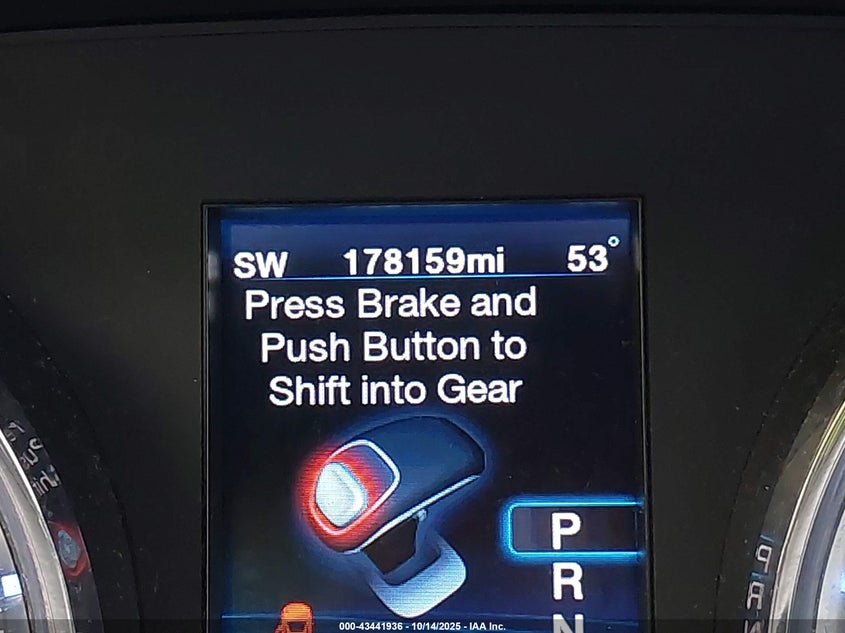 SW 178159mi 53°
Press Brake and
Push Button to
Shift into Gear
P
R
N
000-43441936 - 10/14/2025 - IAA Inc.